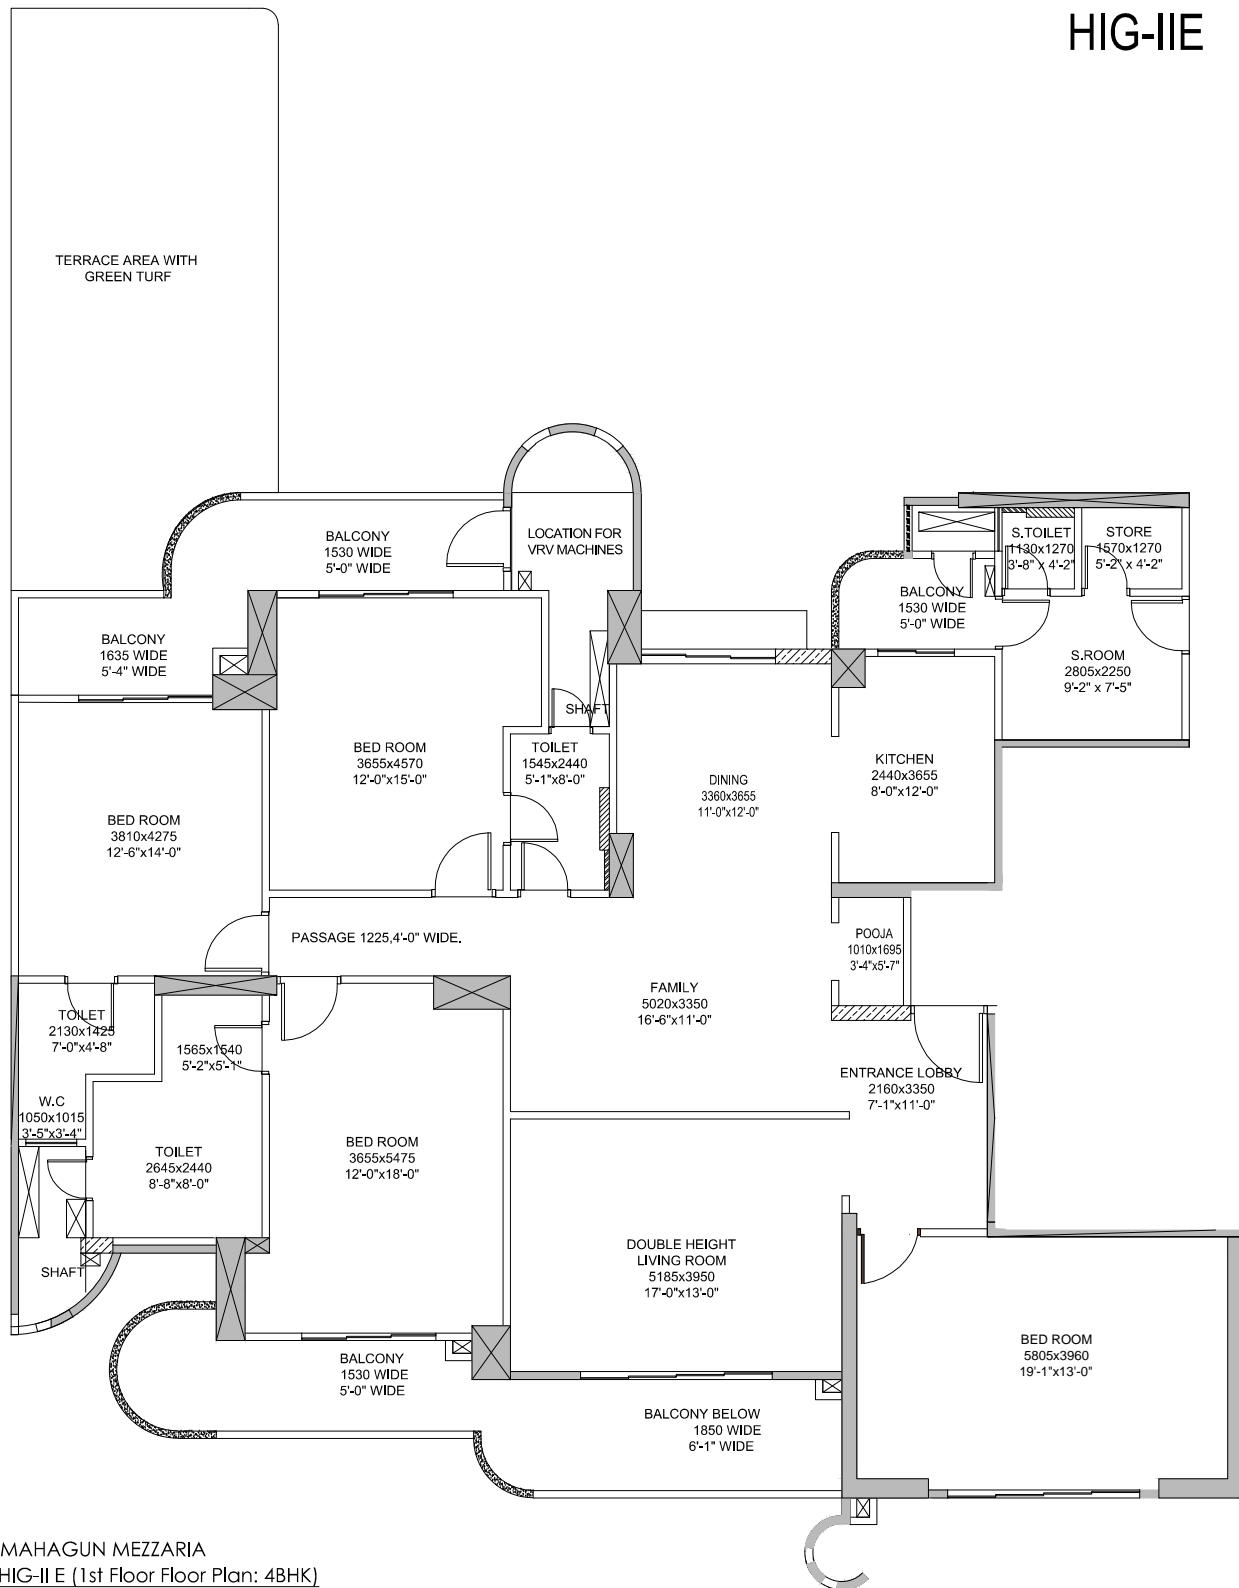 HIG-IIE
TERRACE AREA WITH
GREEN TURF
BALCONY
1530 WIDE
5'-0" WIDE
LOCATION FOR
VRV MACHINES
S.TOILET
1130x1270
3'-8" x 4'-2"
STORE
1570x1270
5'-2" x 4'-2"
BALCONY
1530 WIDE
5'-0" WIDE
BALCONY
1635 WIDE
5'-4" WIDE
S.ROOM
2805x2250
9'-2" x 7'-5"
SHAFT
BED ROOM
3655x4570
12'-0"x15'-0"
TOILET
1545x2440
5'-1"x8'-0"
DINING
3360x3655
11'-0"x12'-0"
KITCHEN
2440x3655
8'-0"x12'-0"
BED ROOM
3810x4275
12'-6"x14'-0"
PASSAGE 1225,4'-0" WIDE.
POOJA
1010x1695
3'-4"x5'-7"
FAMILY
5020x3350
16'-6"x11'-0"
TOILET
2130x1425
7'-0"x4'-8"
1565x1540
5'-2"x5'-1"
ENTRANCE LOBBY
2160x3350
7'-1"x11'-0"
W.C
1050x1015
3'-5"x3'-4"
TOILET
2645x2440
8'-8"x8'-0"
BED ROOM
3655x5475
12'-0"x18'-0"
DOUBLE HEIGHT
LIVING ROOM
5185x3950
17'-0"x13'-0"
SHAFT
BED ROOM
5805x3960
19'-1"x13'-0"
BALCONY
1530 WIDE
5'-0" WIDE
BALCONY BELOW
1850 WIDE
6'-1" WIDE
MAHAGUN MEZZARIA
HIG-II E (1st Floor Floor Plan: 4BHK)